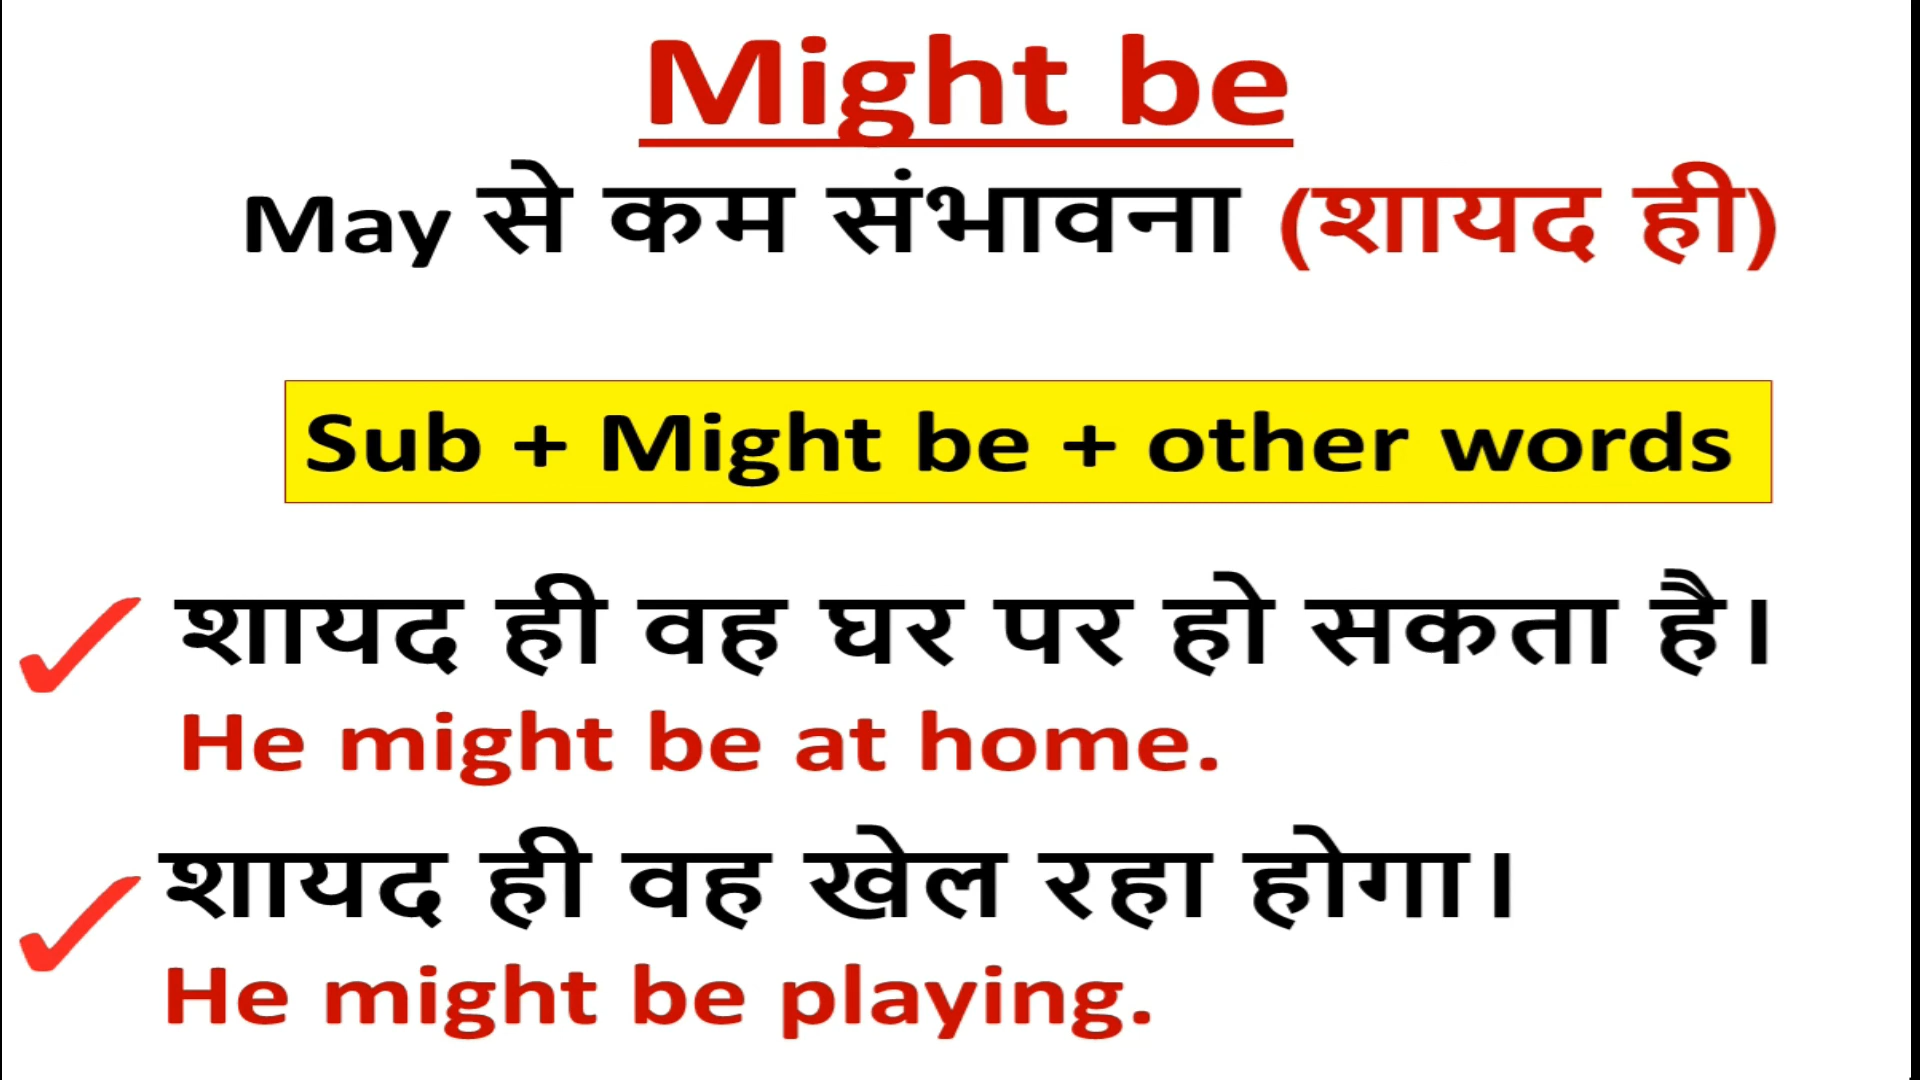 Might be
May से कम संभावना (शायद ही)
Sub + Might be + other words
शायद ही वह घर पर हो सकता है।
He might be at home.
शायद ही वह खेल रहा होगा।
He might be playing.